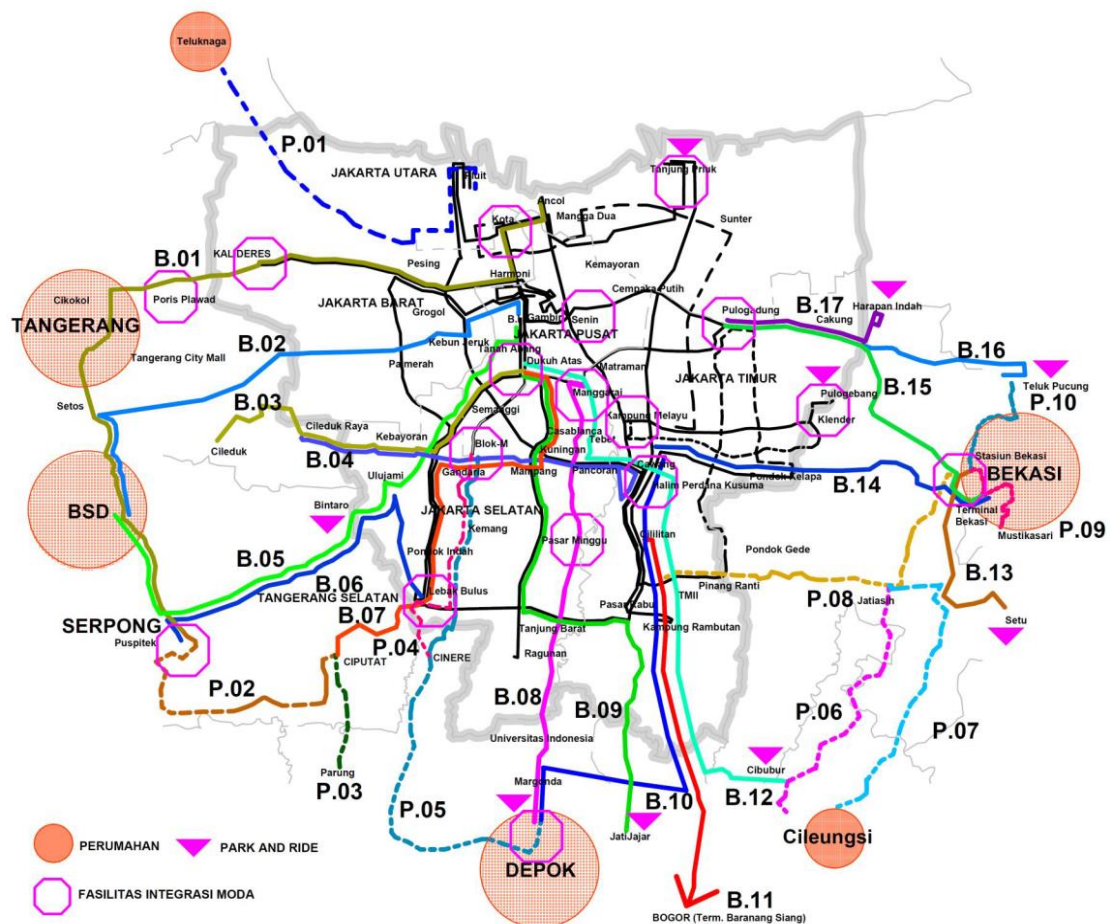 Teluknaga
P.01
JAKARTA UTARA
Pluit
Tanjung Priuk
Ancol
Kota
Mangga Dua
Sunter
B.01
KALIDERES
Pesing
Harmoni
Kemayoran
Cikokol
Poris Plawad
JAKARTA BARAT
Cempaka Putih
Pulogadung
B.17
Harapan Indah
Cakung
TANGERANG
Grogol
Gambir
Senin
JAKARTA PUSAT
B.02
Kebun Jeruk
Tangerang City Mall
Tanah Abang
Dukuh Atas
Matraman
B.16
Palmerah
JAKARTA TIMUR
Teluk Pucung
P.10
B.15
Manggarai
Pulogebang
Setos
B.03
Semanggi
Kampung Melayu
Klender
Cileduk Raya
Casablanca
Kebayoran
Tebet
Cileduk
Blok-M
Kuningan
B.04
Gandaria
Mampang
Pancoran
Cawang
Stasiun Bekasi
BEKASI
Ulujami
Halim Perdana Kusuma
Pondok Kelapa
B.14
Bintaro
BSD
JAKARTA SELATAN
Terminal
Bekasi
P.09
Kemang
Mustikasari
Pasar Minggu
Cililitan
B.05
Pondok Indah
Pondok Gede
B.13
B.06
Pinang Ranti
TANGERANG SELATAN
Lebak Bulus
TMII
P.08
Jatiasih
B.07
Pasar Rabu
Setu
SERPONG
Puspitek
P.04
Tanjung Barat
Kampung Rambutan
CIPUTAT
CINERE
Ragunan
P.02
B.08
B.09
P.06
P.07
Universitas Indonesia
Parung
P.03
Margonda
Cibubur
P.05
B.10
B.12
JatiJajar
Cileungsi
DEPOK
PERUMAHAN
PARK AND RIDE
FASILITAS INTEGRASI MODA
B.11
BOGOR (Term. Baranang Siang)